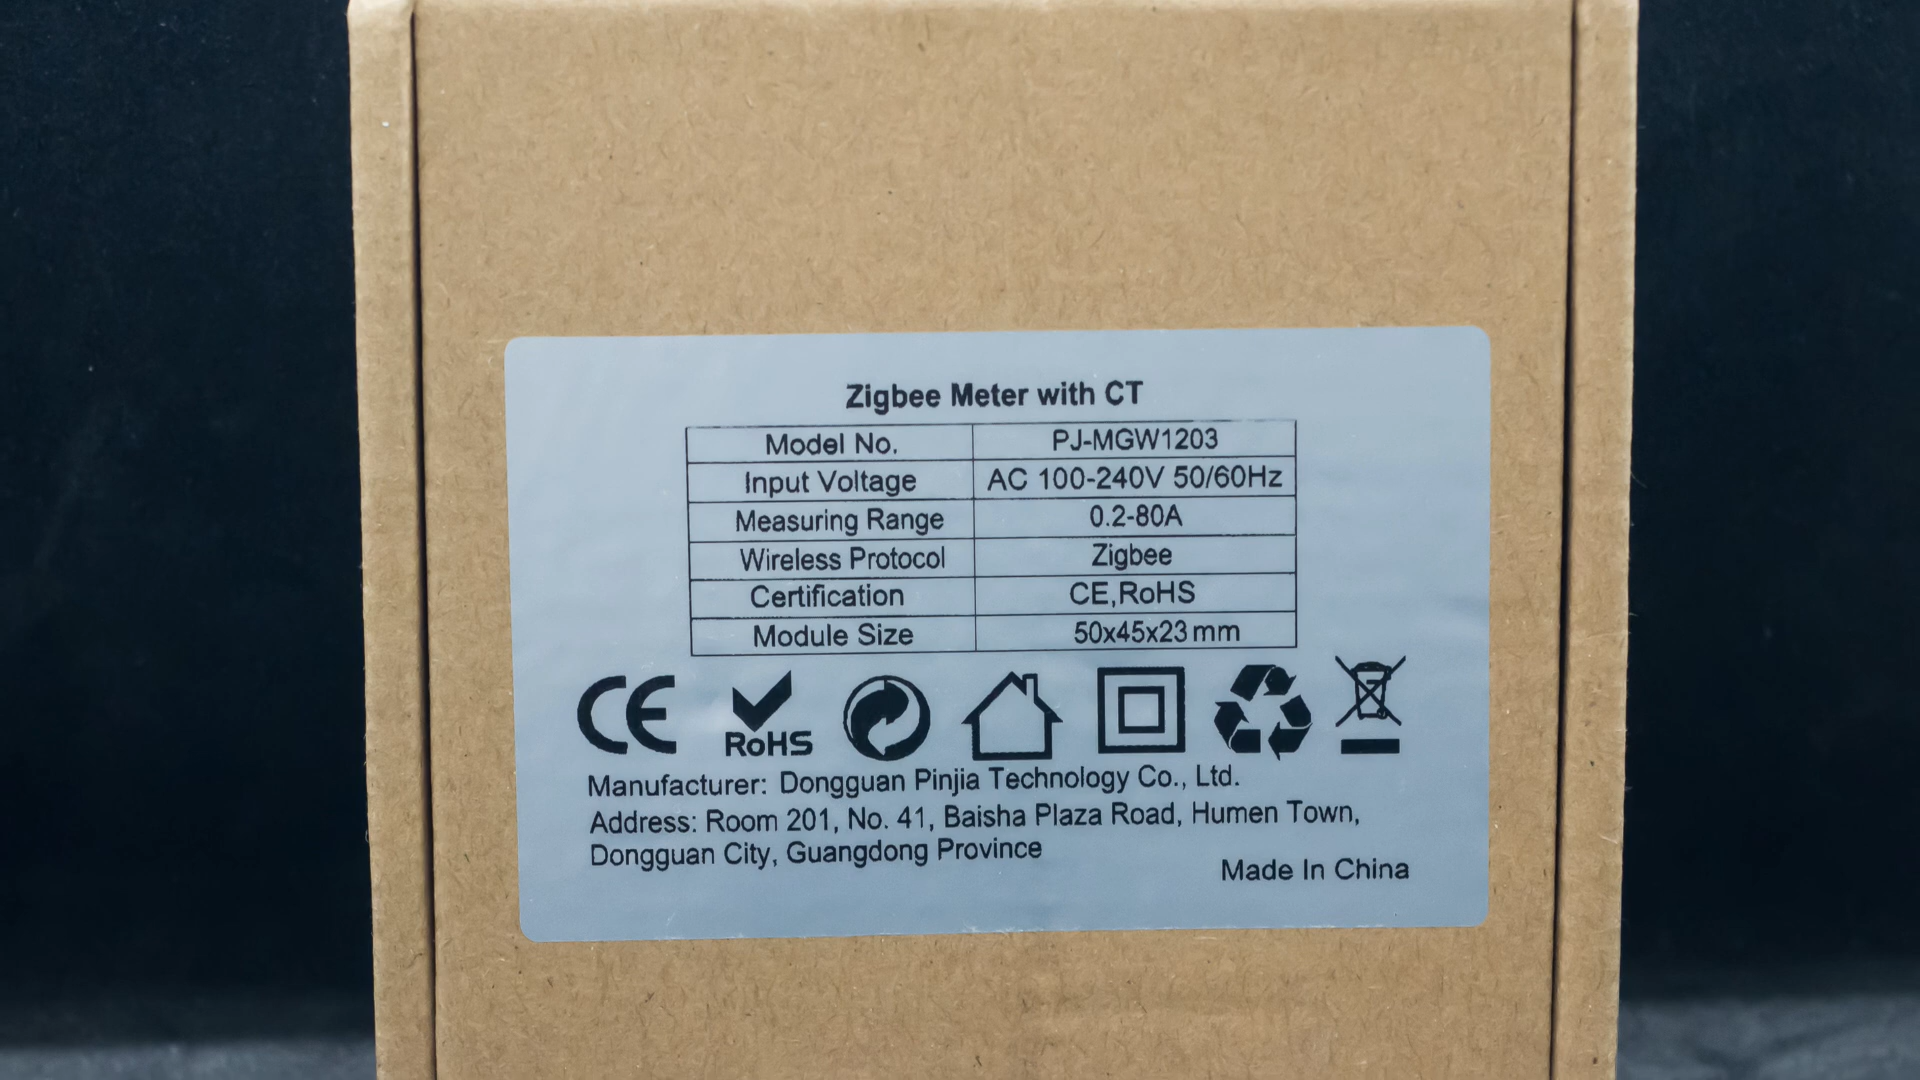 Zigbee Meter with CT
Model No. PJ-MGW1203
Input Voltage AC 100-240V 50/60Hz
Measuring Range 0.2-80A
Wireless Protocol Zigbee
Certification CE,RoHS
Module Size 50x45x23mm
CE RoHS
Manufacturer: Dongguan Pinjia Technology Co., Ltd.
Address: Room 201, No. 41, Baisha Plaza Road, Humen Town,
Dongguan City, Guangdong Province
Made In China